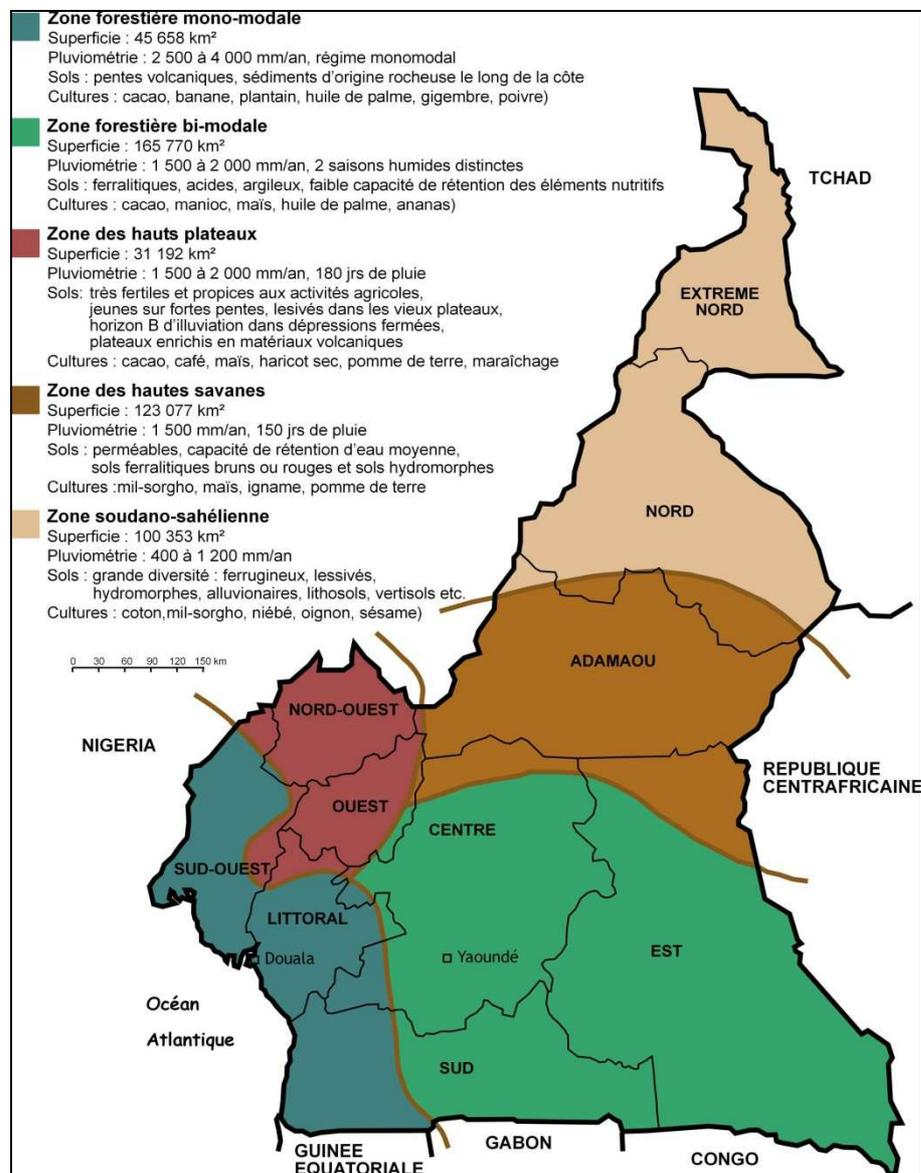 Zone forestière mono-modale
Superficie : 45 658 km²
Pluviométrie : 2 500 à 4 000 mm/an, régime monomodal
Sols : pentes volcaniques, sédiments d'origine rocheuse le long de la côte
Cultures : cacao, banane, plantain, huile de palme, gigembre, poivre)
Zone forestière bi-modale
Superficie : 165 770 km²
Pluviométrie : 1 500 à 2 000 mm/an, 2 saisons humides distinctes
Sols : ferralitiques, acides, argileux, faible capacité de rétention des éléments nutritifs
Cultures : cacao, manioc, maïs, huile de palme, ananas)
Zone des hauts plateaux
Superficie : 31 192 km²
Pluviométrie : 1 500 à 2 000 mm/an, 180 jrs de pluie
Sols: très fertiles et propices aux activités agricoles,
jeunes sur fortes pentes, lesivés dans les vieux plateaux,
horizon B d'illuviation dans dépressions fermées,
plateaux enrichis en matériaux volcaniques
Cultures : cacao, café, maïs, haricot sec, pomme de terre, maraîchage
Zone des hautes savanes
Superficie : 123 077 km²
Pluviométrie : 1 500 mm/an, 150 jrs de pluie
Sols : perméables, capacité de rétention d'eau moyenne,
sols ferralitiques bruns ou rouges et sols hydromorphes
Cultures :mil-sorgho, maïs, igname, pomme de terre
Zone soudano-sahélienne
Superficie : 100 353 km²
Pluviométrie : 400 à 1 200 mm/an
Sols : grande diversité : ferrugineux, lessivés,
hydromorphes, alluvionaires, lithosols, vertisols etc.
Cultures : coton,mil-sorgho, niébé, oignon, sésame)
0 30 60 90 120 150 km
TCHAD
EXTREME
NORD
NORD
ADAMAOU
NORD-OUEST
NIGERIA
REPUBLIQUE
CENTRAFRICAINE
OUEST
CENTRE
SUD-OUEST
LITTORAL
EST
Douala
Yaoundé
Océan
Atlantique
SUD
GUINEE
EQUATORIALE
GABON
CONGO